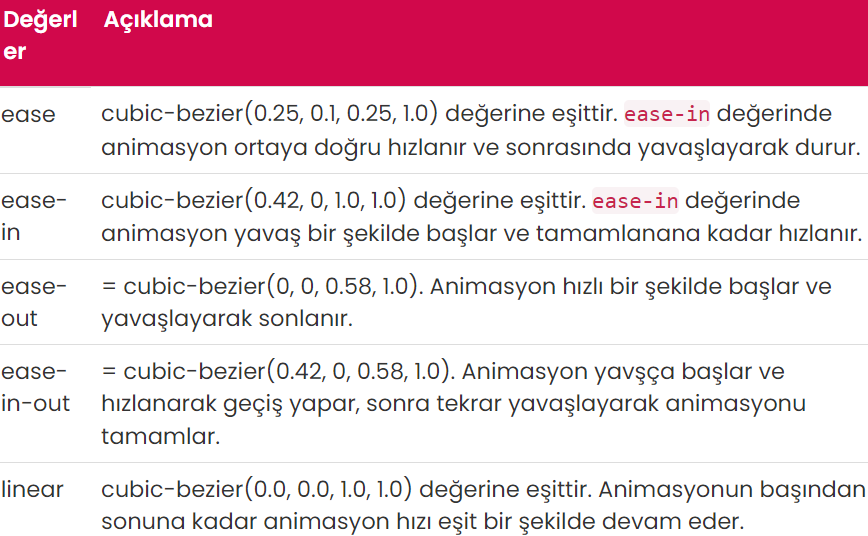 Değerl
er
Açıklama
ease
cubic-bezier(0.25, 0.1, 0.25, 1.0) değerine eşittir. ease-in değerinde
animasyon ortaya doğru hızlanır ve sonrasında yavaşlayarak durur.
ease-
in
cubic-bezier(0.42, 0, 1.0, 1.0) değerine eşittir. ease-in değerinde
animasyon yavaş bir şekilde başlar ve tamamlanana kadar hızlanır.
ease-
out
= cubic-bezier(0, 0, 0.58, 1.0). Animasyon hızlı bir şekilde başlar ve
yavaşlayarak sonlanır.
ease-
in-out
= cubic-bezier(0.42, 0, 0.58, 1.0). Animasyon yavşça başlar ve
hızlanarak geçiş yapar, sonra tekrar yavaşlayarak animasyonu
tamamlar.
linear
cubic-bezier(0.0, 0.0, 1.0, 1.0) değerine eşittir. Animasyonun başından
sonuna kadar animasyon hızı eşit bir şekilde devam eder.